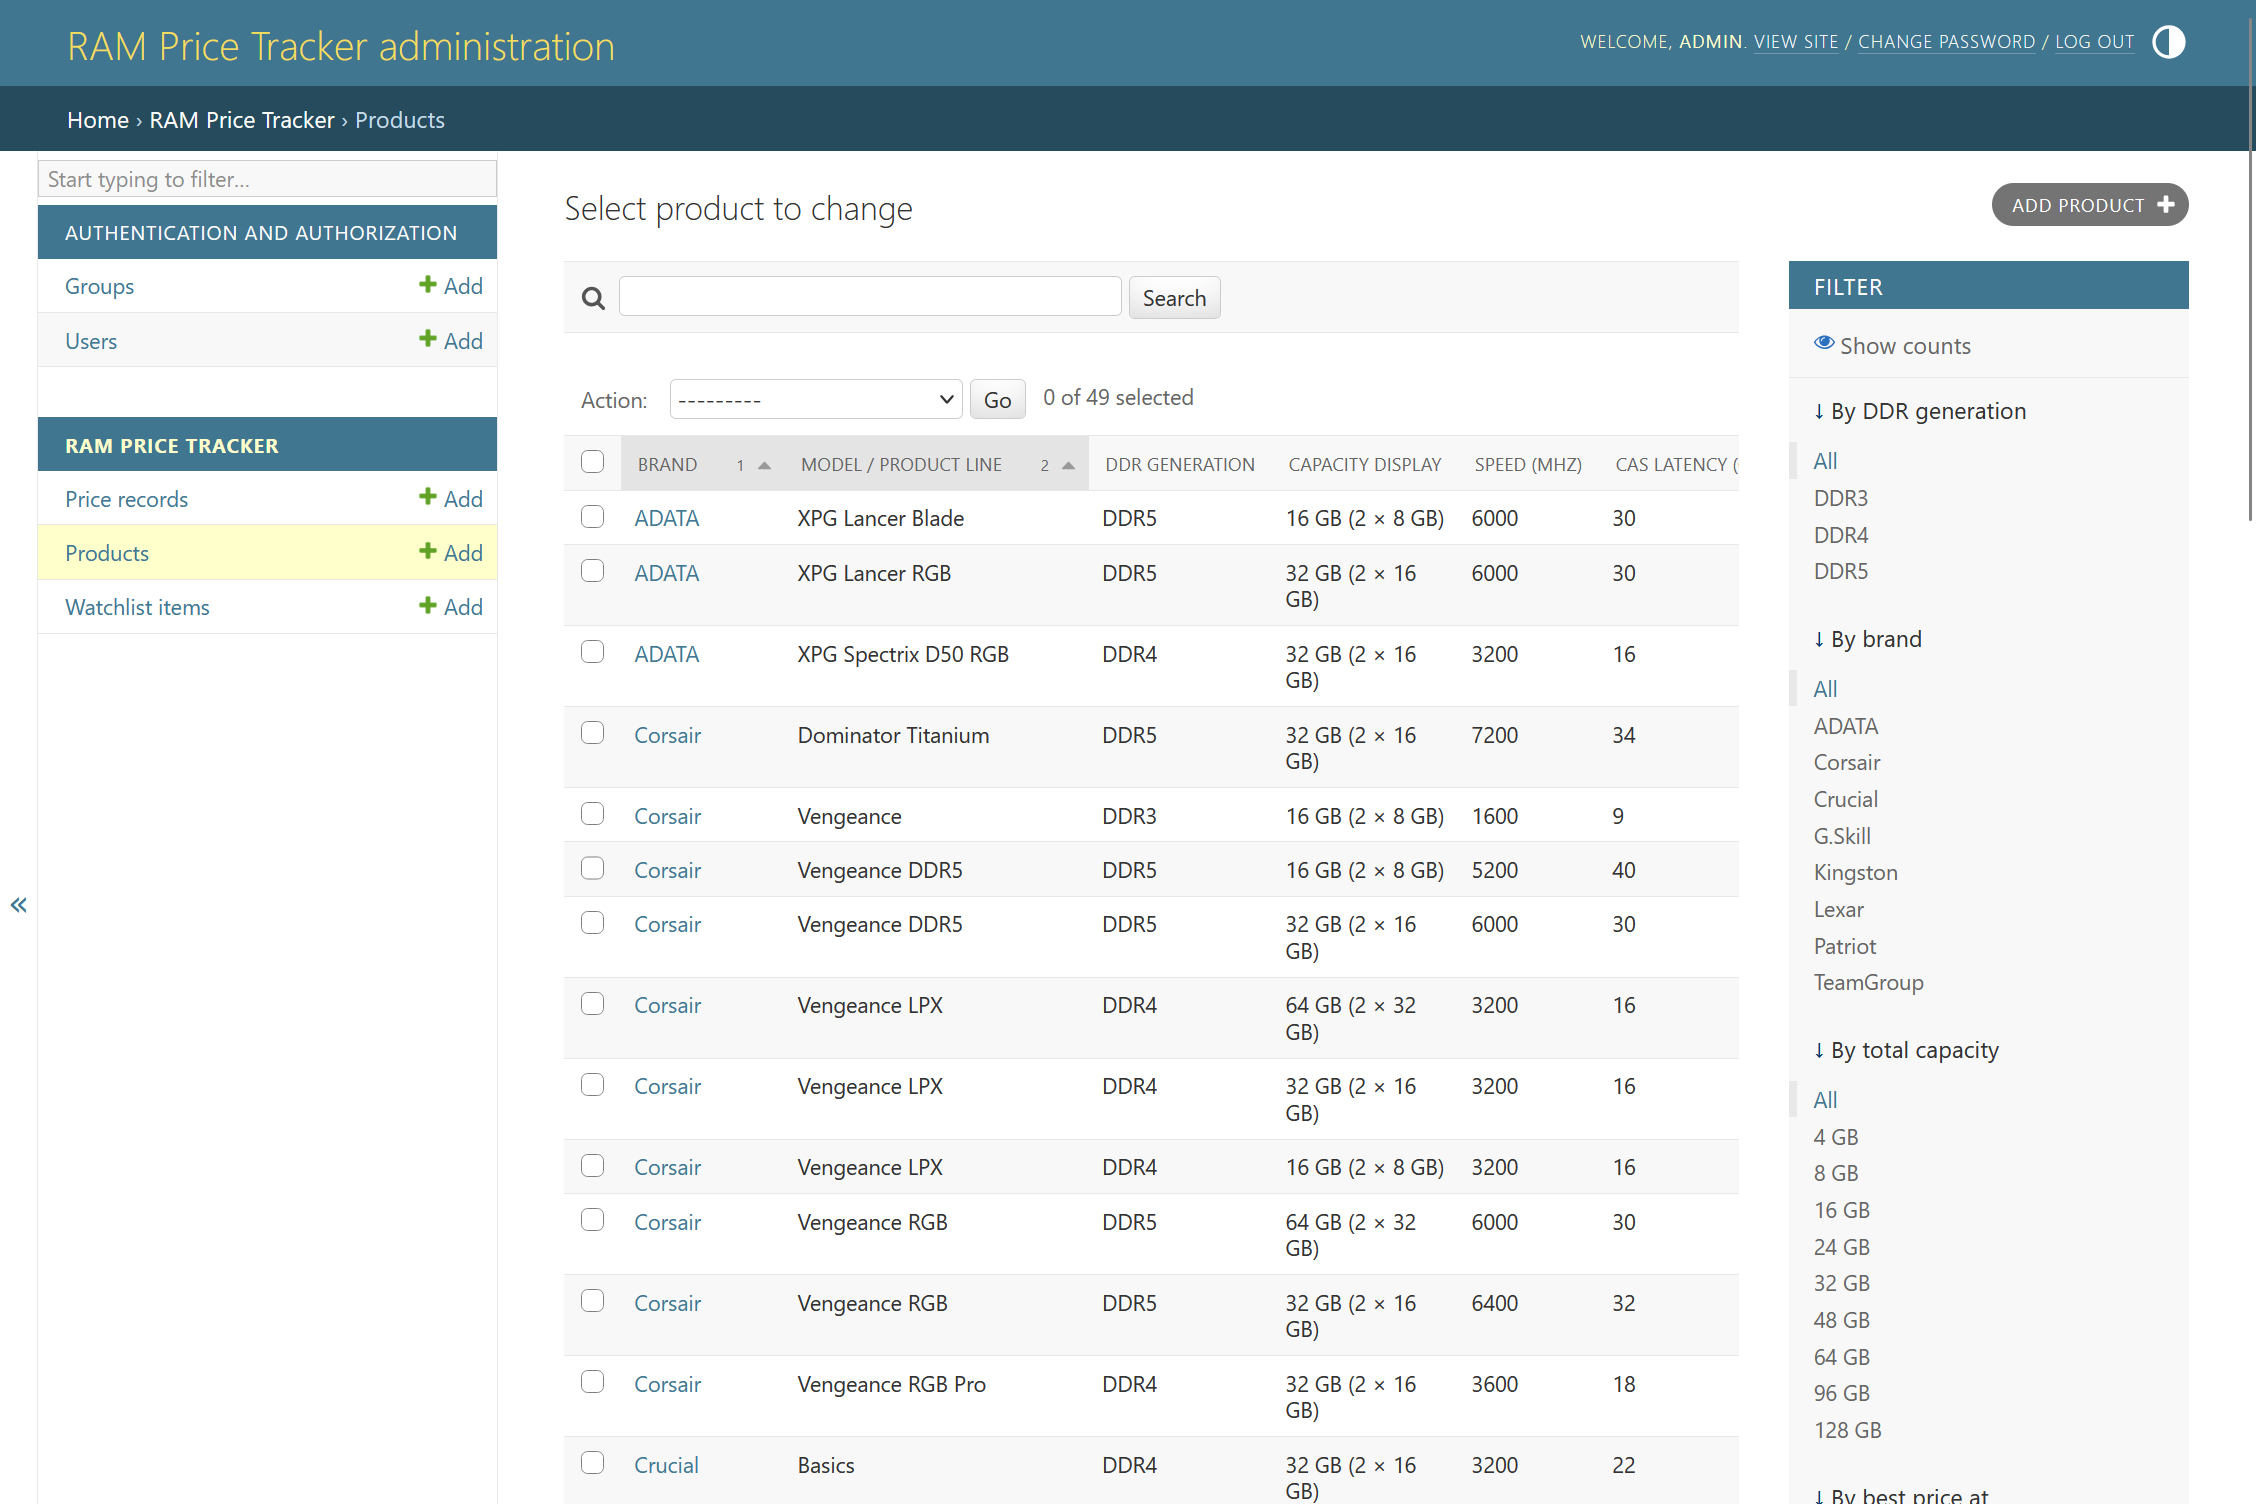 RAM Price Tracker administration
WELCOME, ADMIN. VIEW SITE / CHANGE PASSWORD / LOG OUT
Home › RAM Price Tracker › Products
Start typing to filter...
AUTHENTICATION AND AUTHORIZATION
Groups Add
Users Add
RAM PRICE TRACKER
Price records Add
Products Add
Watchlist items Add
«
Select product to change
ADD PRODUCT
Search
Action: --------- Go 0 of 49 selected
BRAND 1 MODEL / PRODUCT LINE 2 DDR GENERATION CAPACITY DISPLAY SPEED (MHZ) CAS LATENCY (
ADATA XPG Lancer Blade DDR5 16 GB (2 × 8 GB) 6000 30
ADATA XPG Lancer RGB DDR5 32 GB (2 × 16 6000 30
GB)
ADATA XPG Spectrix D50 RGB DDR4 32 GB (2 × 16 3200 16
GB)
Corsair Dominator Titanium DDR5 32 GB (2 × 16 7200 34
GB)
Corsair Vengeance DDR3 16 GB (2 × 8 GB) 1600 9
Corsair Vengeance DDR5 DDR5 16 GB (2 × 8 GB) 5200 40
Corsair Vengeance DDR5 DDR5 32 GB (2 × 16 6000 30
GB)
Corsair Vengeance LPX DDR4 64 GB (2 × 32 3200 16
GB)
Corsair Vengeance LPX DDR4 32 GB (2 × 16 3200 16
GB)
Corsair Vengeance LPX DDR4 16 GB (2 × 8 GB) 3200 16
Corsair Vengeance RGB DDR5 64 GB (2 × 32 6000 30
GB)
Corsair Vengeance RGB DDR5 32 GB (2 × 16 6400 32
GB)
Corsair Vengeance RGB Pro DDR4 32 GB (2 × 16 3600 18
GB)
Crucial Basics DDR4 32 GB (2 × 16 3200 22
GB)
FILTER
Show counts
↓ By DDR generation
All
DDR3
DDR4
DDR5
↓ By brand
All
ADATA
Corsair
Crucial
G.Skill
Kingston
Lexar
Patriot
TeamGroup
↓ By total capacity
All
4 GB
8 GB
16 GB
24 GB
32 GB
48 GB
64 GB
96 GB
128 GB
↓ By best price at